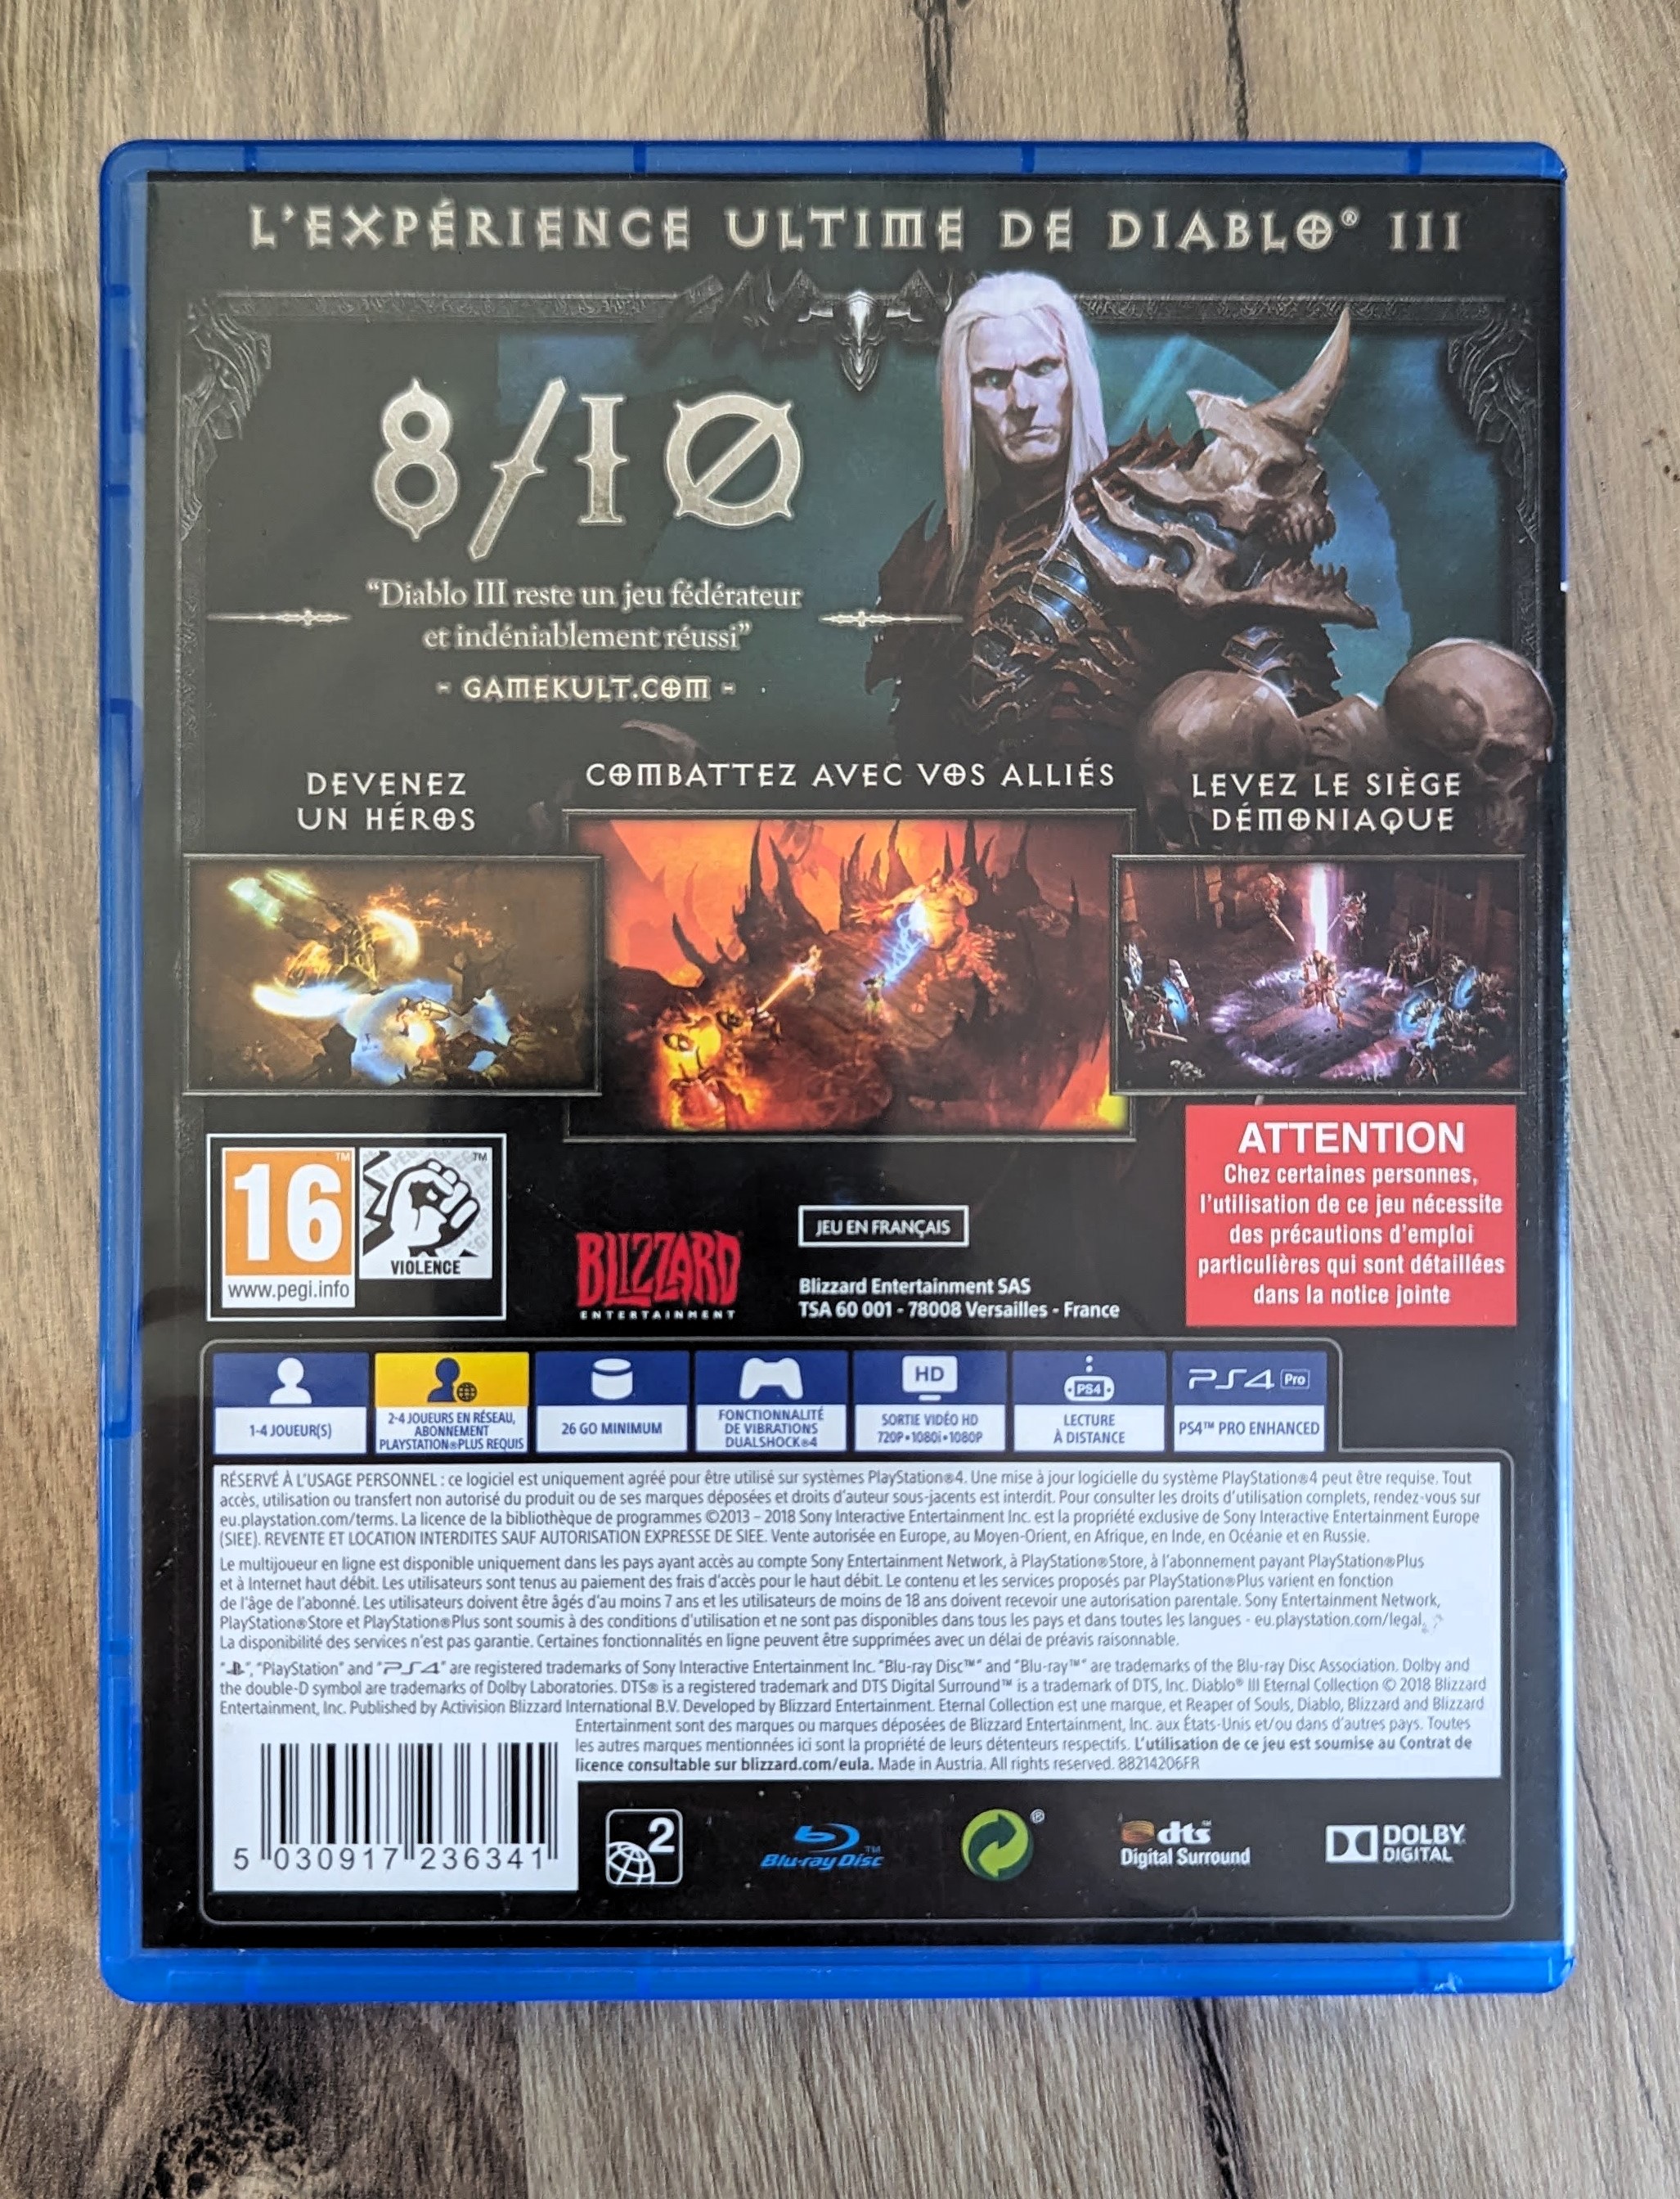 L'EXPÉRIENCE ULTIME DE DIABLO® III
8/10
“Diablo III reste un jeu fédérateur
et indéniablement réussi”
- GAMEKULT.COM -
DEVENEZ
UN HÉROS
COMBATTEZ AVEC VOS ALLIÉS
LEVEZ LE SIÈGE
DÉMONIAQUE
16™
www.pegi.info
™
VIOLENCE
BLIZZARD
ENTERTAINMENT
JEU EN FRANÇAIS
Blizzard Entertainment SAS
TSA 60 001 - 78008 Versailles - France
ATTENTION
Chez certaines personnes,
l'utilisation de ce jeu nécessite
des précautions d'emploi
particulières qui sont détaillées
dans la notice jointe
1-4 JOUEUR(S)
2-4 JOUEURS EN RÉSEAU,
ABONNEMENT
PLAYSTATION®PLUS REQUIS
26 GO MINIMUM
FONCTIONNALITÉ
DE VIBRATIONS
DUALSHOCK®4
HD
SORTIE VIDÉO HD
720P•1080i•1080P
PS4
LECTURE
À DISTANCE
PS4 Pro
PS4™ PRO ENHANCED
RÉSERVÉ À L'USAGE PERSONNEL : ce logiciel est uniquement agréé pour être utilisé sur systèmes PlayStation®4. Une mise à jour logicielle du système PlayStation®4 peut être requise. Tout
accès, utilisation ou transfert non autorisé du produit ou de ses marques déposées et droits d'auteur sous-jacents est interdit. Pour consulter les droits d'utilisation complets, rendez-vous sur
eu.playstation.com/terms. La licence de la bibliothèque de programmes ©2013 – 2018 Sony Interactive Entertainment Inc. est la propriété exclusive de Sony Interactive Entertainment Europe
(SIEE). REVENTE ET LOCATION INTERDITES SAUF AUTORISATION EXPRESSE DE SIEE. Vente autorisée en Europe, au Moyen-Orient, en Afrique, en Inde, en Océanie et en Russie.
Le multijoueur en ligne est disponible uniquement dans les pays ayant accès au compte Sony Entertainment Network, à PlayStation®Store, à l'abonnement payant PlayStation®Plus
et à Internet haut débit. Les utilisateurs sont tenus au paiement des frais d'accès pour le haut débit. Le contenu et les services proposés par PlayStation®Plus varient en fonction
de l'âge de l'abonné. Les utilisateurs doivent être âgés d'au moins 7 ans et les utilisateurs de moins de 18 ans doivent recevoir une autorisation parentale. Sony Entertainment Network,
PlayStation®Store et PlayStation®Plus sont soumis à des conditions d'utilisation et ne sont pas disponibles dans tous les pays et dans toutes les langues - eu.playstation.com/legal.
La disponibilité des services n'est pas garantie. Certaines fonctionnalités en ligne peuvent être supprimées avec un délai de préavis raisonnable.
" ", "PlayStation" and "PS4" are registered trademarks of Sony Interactive Entertainment Inc. "Blu-ray Disc™" and "Blu-ray™" are trademarks of the Blu-ray Disc Association. Dolby and
the double-D symbol are trademarks of Dolby Laboratories. DTS® is a registered trademark and DTS Digital Surround™ is a trademark of DTS, Inc. Diablo® III Eternal Collection © 2018 Blizzard
Entertainment, Inc. Published by Activision Blizzard International B.V. Developed by Blizzard Entertainment. Eternal Collection est une marque, et Reaper of Souls, Diablo, Blizzard and Blizzard
Entertainment sont des marques ou marques déposées de Blizzard Entertainment, Inc. aux États-Unis et/ou dans d'autres pays. Toutes
les autres marques mentionnées ici sont la propriété de leurs détenteurs respectifs. L'utilisation de ce jeu est soumise au Contrat de
licence consultable sur blizzard.com/eula. Made in Austria. All rights reserved. 88214206FR
5 030917 236341
2
Blu-ray Disc™
®
dts
Digital Surround
DOLBY
DIGITAL